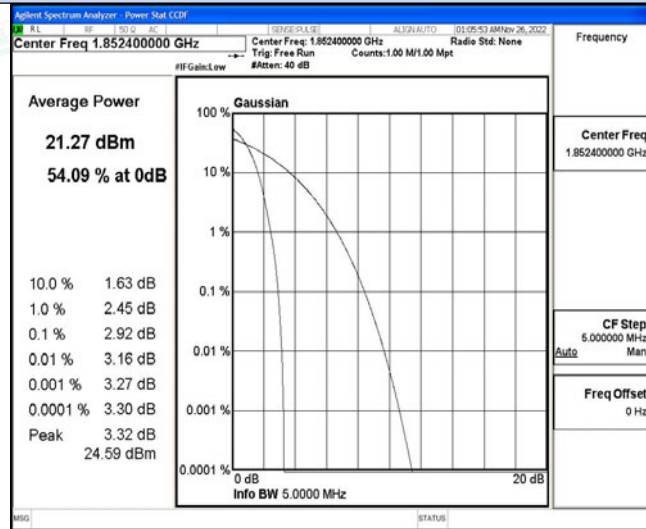 Agilent Spectrum Analyzer - Power Stat CCDF
RL RF 50 Ω AC SENSE:PULSE ALIGN AUTO 01:05:53 AM Nov 26, 2022
Center Freq 1.852400000 GHz
Center Freq: 1.852400000 GHz Radio Std: None
Trig: Free Run Counts:1.00 M/1.00 Mpt
#IFGain:Low #Atten: 40 dB
Frequency
Average Power
21.27 dBm
54.09 % at 0dB
10.0 % 1.63 dB
1.0 % 2.45 dB
0.1 % 2.92 dB
0.01 % 3.16 dB
0.001 % 3.27 dB
0.0001 % 3.30 dB
Peak 3.32 dB
24.59 dBm
Gaussian
100 %
10 %
1 %
0.1 %
0.01 %
0.001 %
0.0001 %
0 dB 20 dB
Info BW 5.0000 MHz
Center Freq
1.852400000 GHz
CF Step
5.000000 MHz
Auto Man
Freq Offset
0 Hz
MSG STATUS